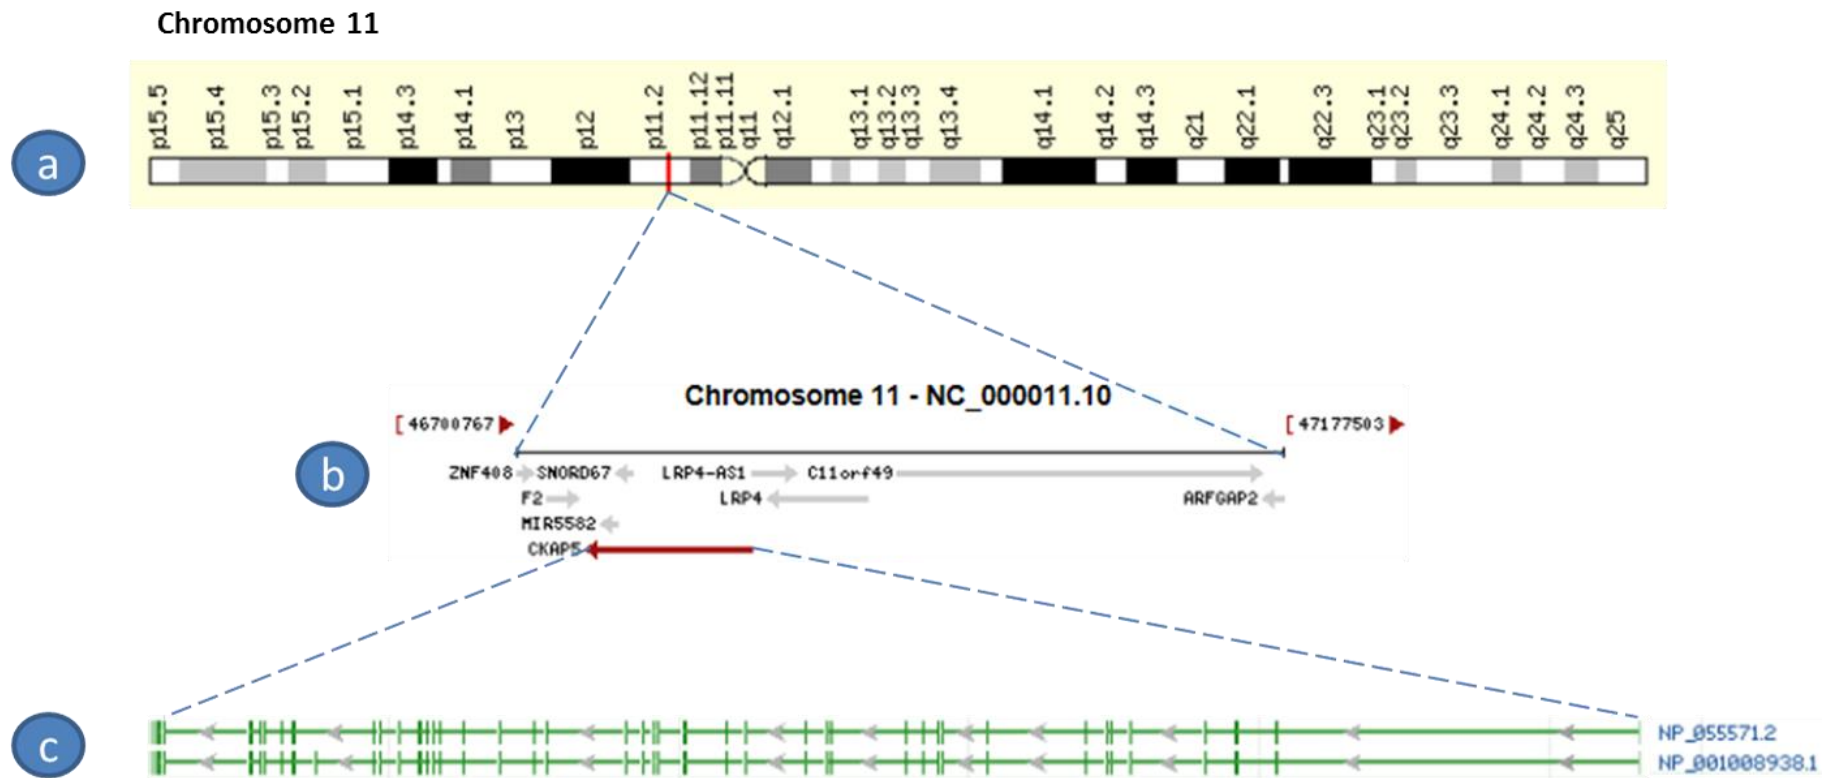 Chromosome 11
p15.5 p15.4 p15.3 p15.2 p15.1 p14.3 p14.1 p13 p12 p11.2 p11.12 p11.11 q11 q12.1 q13.1 q13.2 q13.3 q13.4 q14.1 q14.2 q14.3 q21 q22.1 q22.3 q23.1 q23.2 q23.3 q24.1 q24.2 q24.3 q25
a
Chromosome 11 - NC_000011.10
[ 46700767 [ 47177503
b
ZNF408 SNORD67 LRP4-AS1 C11orf49
F2 LRP4 ARFGAP2
MIR5582
CKAP5
c
NP_055571.2
NP_001008938.1